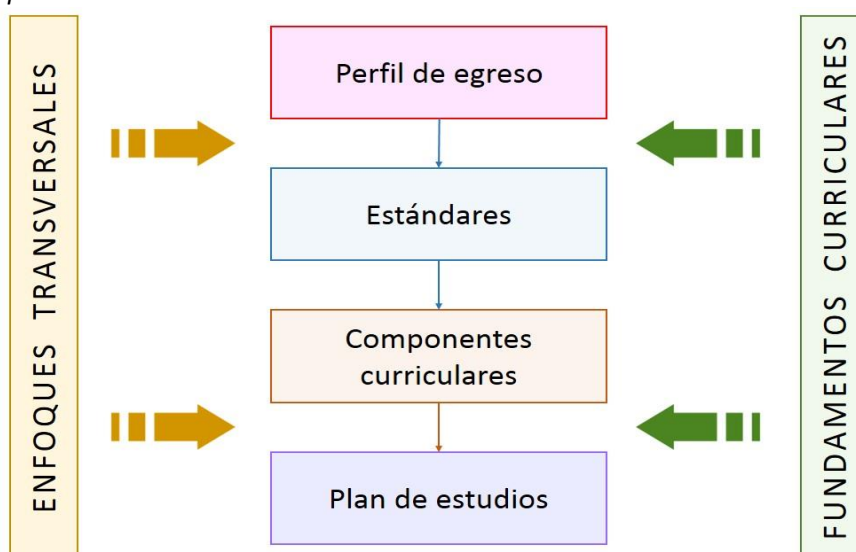 ENFOQUES TRANSVERSALES
Perfil de egreso
Estándares
Componentes
curriculares
Plan de estudios
FUNDAMENTOS CURRICULARES